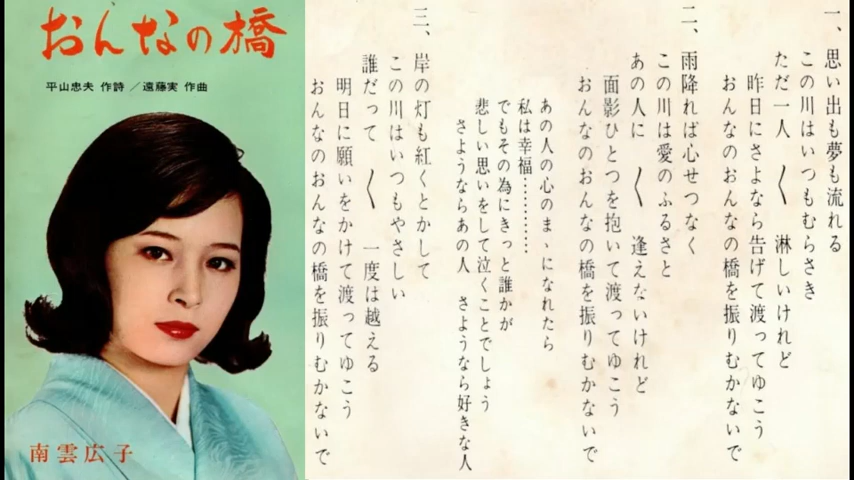 おんなの橋
平山忠夫 作詩／遠藤実 作曲
南雲広子
一、思い出も夢も流れる
この川はいつもむらさき
ただ一人 〱 淋しいけれど
昨日にさよなら告げて渡ってゆこう
おんなのおんなの橋を振りむかないで
二、雨降れば心せつなく
この川は愛のふるさと
あの人に 〱 逢えないけれど
面影ひとつを抱いて渡ってゆこう
おんなのおんなの橋を振りむかないで
あの人の心のまゝになれたら
私は幸福…………
でもその為にきっと誰かが
悲しい思いをして泣くことでしょう
さようならあの人 さようなら好きな人
三、岸の灯も紅くとかして
この川はいつもやさしい
誰だって 〱 一度は越える
明日に願いをかけて渡ってゆこう
おんなのおんなの橋を振りむかないで